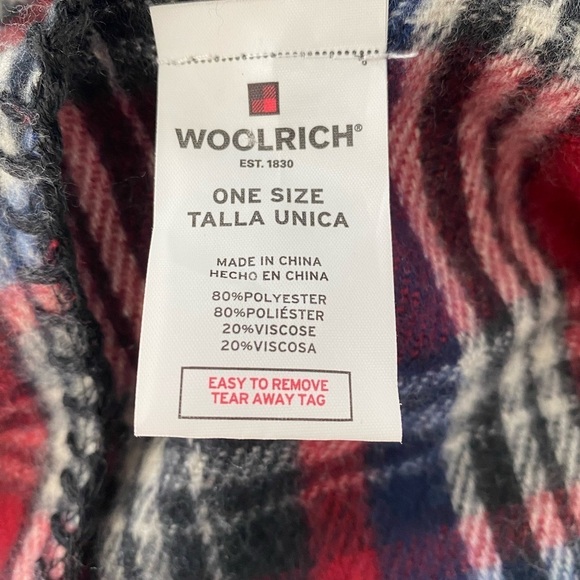 WOOLRICH®
EST. 1830
ONE SIZE
TALLA UNICA
MADE IN CHINA
HECHO EN CHINA
80%POLYESTER
80%POLIÉSTER
20%VISCOSE
20%VISCOSA
EASY TO REMOVE
TEAR AWAY TAG